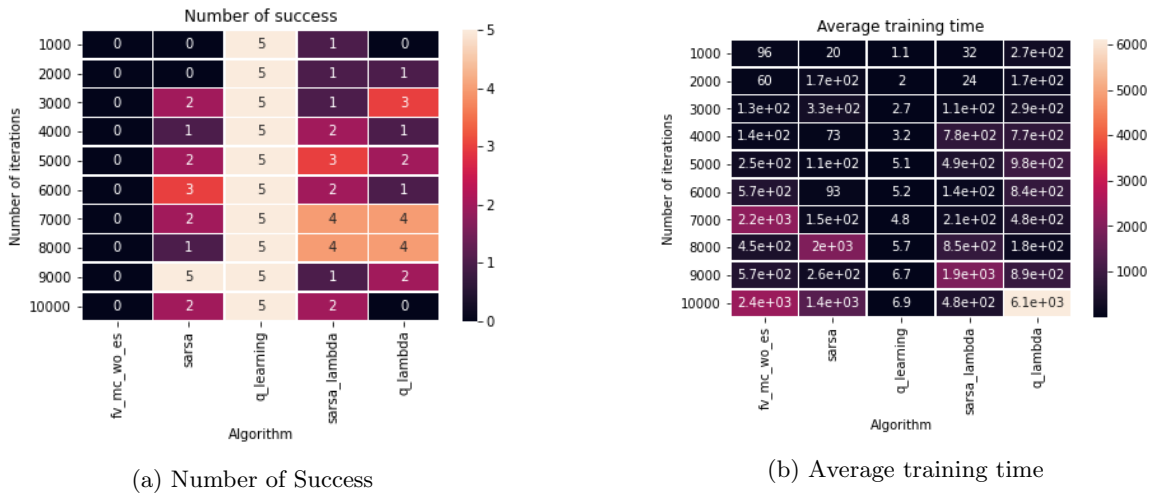 Number of success
Number of iterations
1000 0 0 5 1 0
2000 0 0 5 1 1
3000 0 2 5 1 3
4000 0 1 5 2 1
5000 0 2 5 3 2
6000 0 3 5 2 1
7000 0 2 5 4 4
8000 0 1 5 4 4
9000 0 5 5 1 2
10000 0 2 5 2 0
fv_mc_wo_es sarsa q_learning sarsa_lambda q_lambda
Algorithm
5
4
3
2
1
0
(a) Number of Success
Average training time
Number of iterations
1000 96 20 1.1 32 2.7e+02
2000 60 1.7e+02 2 24 1.7e+02
3000 1.3e+02 3.3e+02 2.7 1.1e+02 2.9e+02
4000 1.4e+02 73 3.2 7.8e+02 7.7e+02
5000 2.5e+02 1.1e+02 5.1 4.9e+02 9.8e+02
6000 5.7e+02 93 5.2 1.4e+02 8.4e+02
7000 2.2e+03 1.5e+02 4.8 2.1e+02 4.8e+02
8000 4.5e+02 2e+03 5.7 8.5e+02 1.8e+02
9000 5.7e+02 2.6e+02 6.7 1.9e+03 8.9e+02
10000 2.4e+03 1.4e+03 6.9 4.8e+02 6.1e+03
fv_mc_wo_es sarsa q_learning sarsa_lambda q_lambda
Algorithm
6000
5000
4000
3000
2000
1000
(b) Average training time